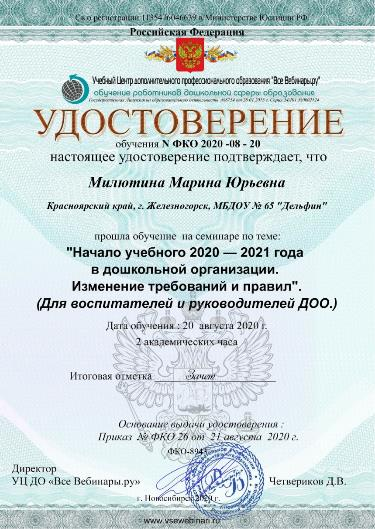 Св-о регистрации 1135476046639 в Министерстве Юстиции РФ
Российская Федерация
Учебный Центр дополнительного профессионального образования "Все Вебинары.ру"
обучение работников дошкольной сферы образования
УДОСТОВЕРЕНИЕ
обучения N ФКО 2020 -08 - 20
настоящее удостоверение подтверждает, что
Милютина Марина Юрьевна
Красноярский край, г. Железногорск, МБДОУ № 65 "Дельфин"
прошла обучение на семинаре по теме:
"Начало учебного 2020 — 2021 года
в дошкольной организации.
Изменение требований и правил".
(Для воспитателей и руководителей ДОО.)
Дата обучения : 20 августа 2020 г.
2 академических часа
Итоговая отметка Зачет
Основание выдачи удостоверения :
Приказ № ФКО 26 от 21 августа 2020 г.
ФКО-8943
Директор
УЦ ДО «Все Вебинары.ру»
Четвериков Д.В.
г. Новосибирск 2020 г.
www.vsewebinari.ru